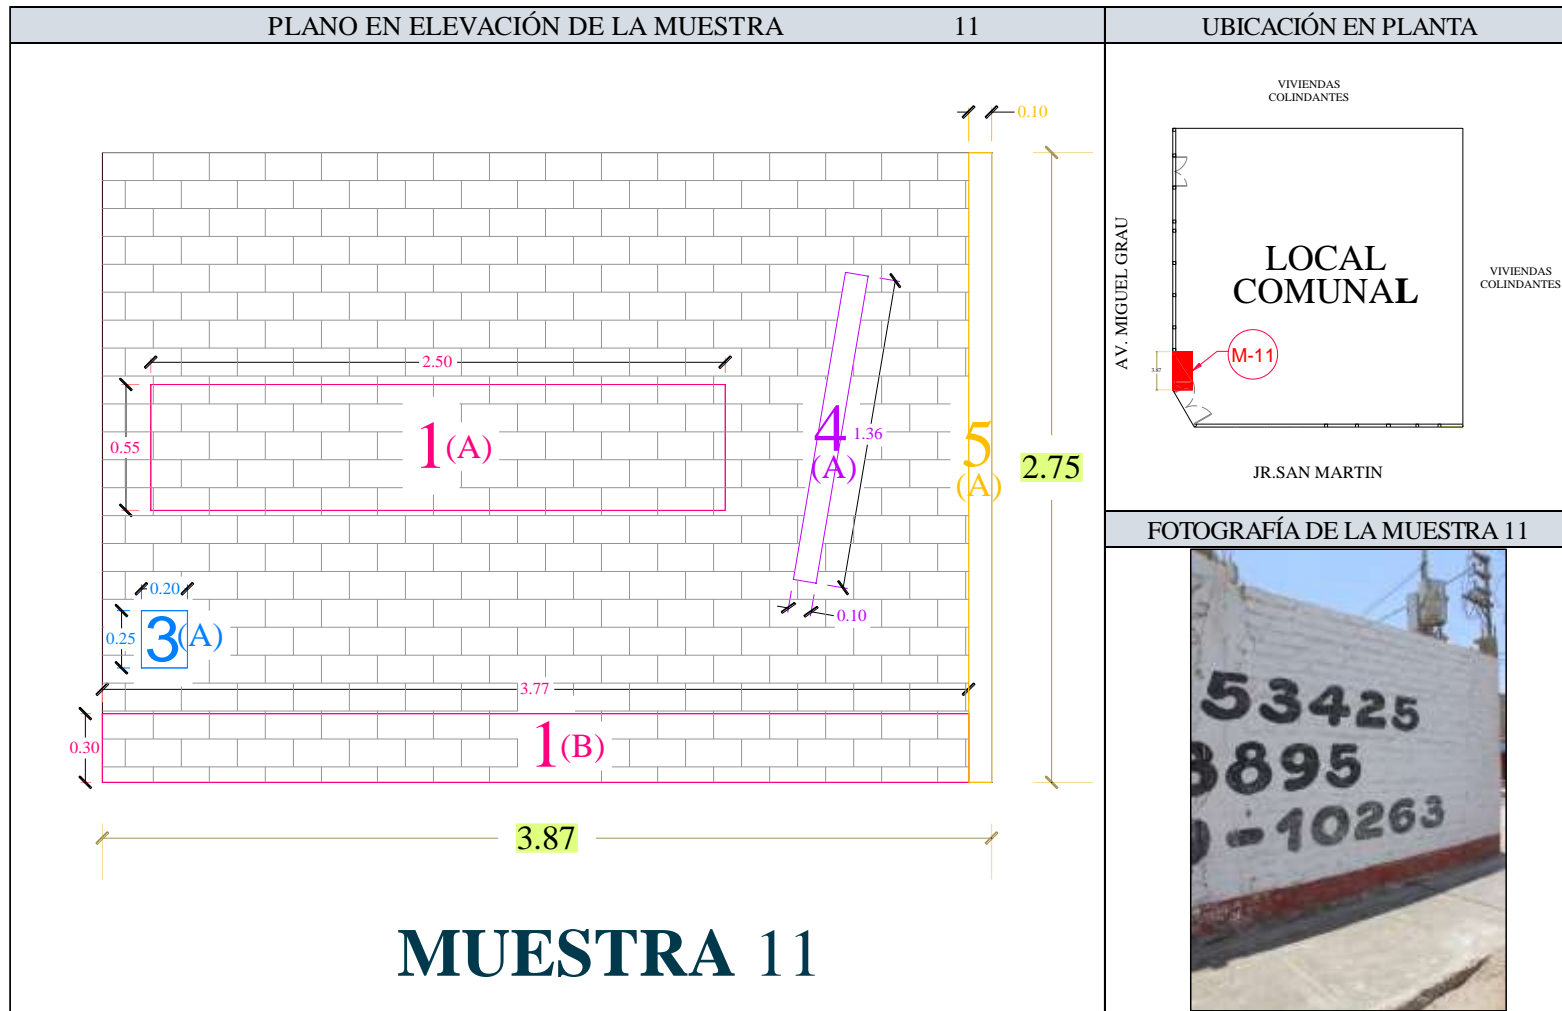 PLANO EN ELEVACIÓN DE LA MUESTRA 11
0.10
2.50
0.55
1(A)
4
(A)
1.36
5
(A)
2.75
0.20
0.25
3(A)
0.10
3.77
0.30
1(B)
3.87
MUESTRA 11
UBICACIÓN EN PLANTA
VIVIENDAS
COLINDANTES
AV. MIGUEL GRAU
LOCAL
COMUNAL
VIVIENDAS
COLINDANTES
M-11
3.87
JR.SAN MARTIN
FOTOGRAFÍA DE LA MUESTRA 11
53425
8895
-10263